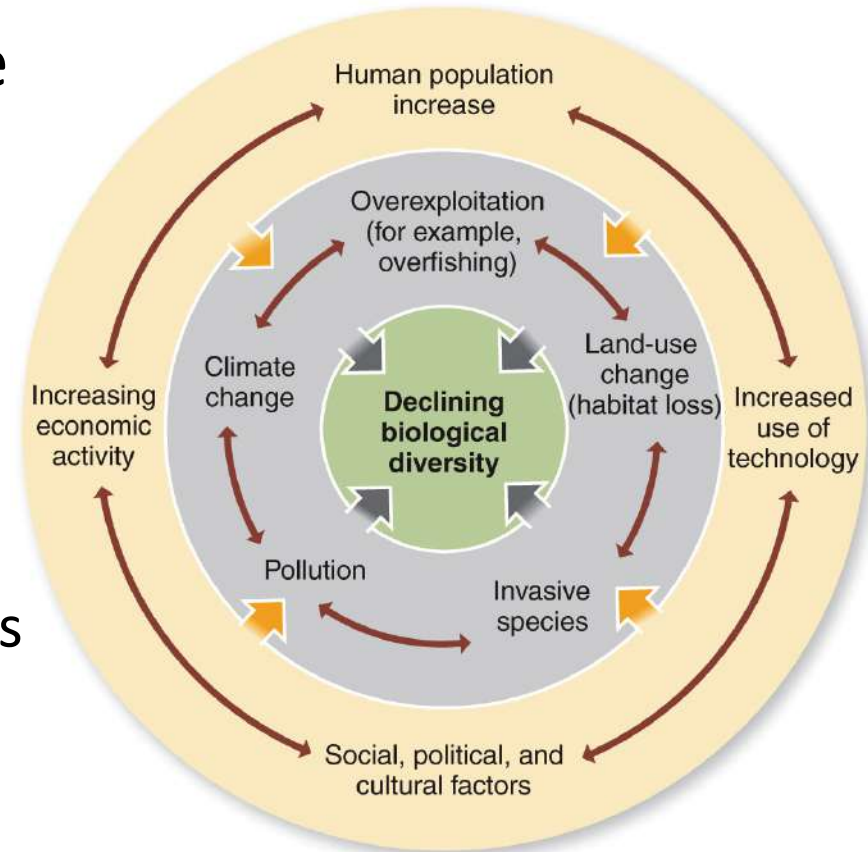 e
Human population
increase
Overexploitation
(for example,
overfishing)
Climate
change
Land-use
change
(habitat loss)
Increasing
economic
activity
Declining
biological
diversity
Increased
use of
technology
Pollution
Invasive
species
s
Social, political, and
cultural factors